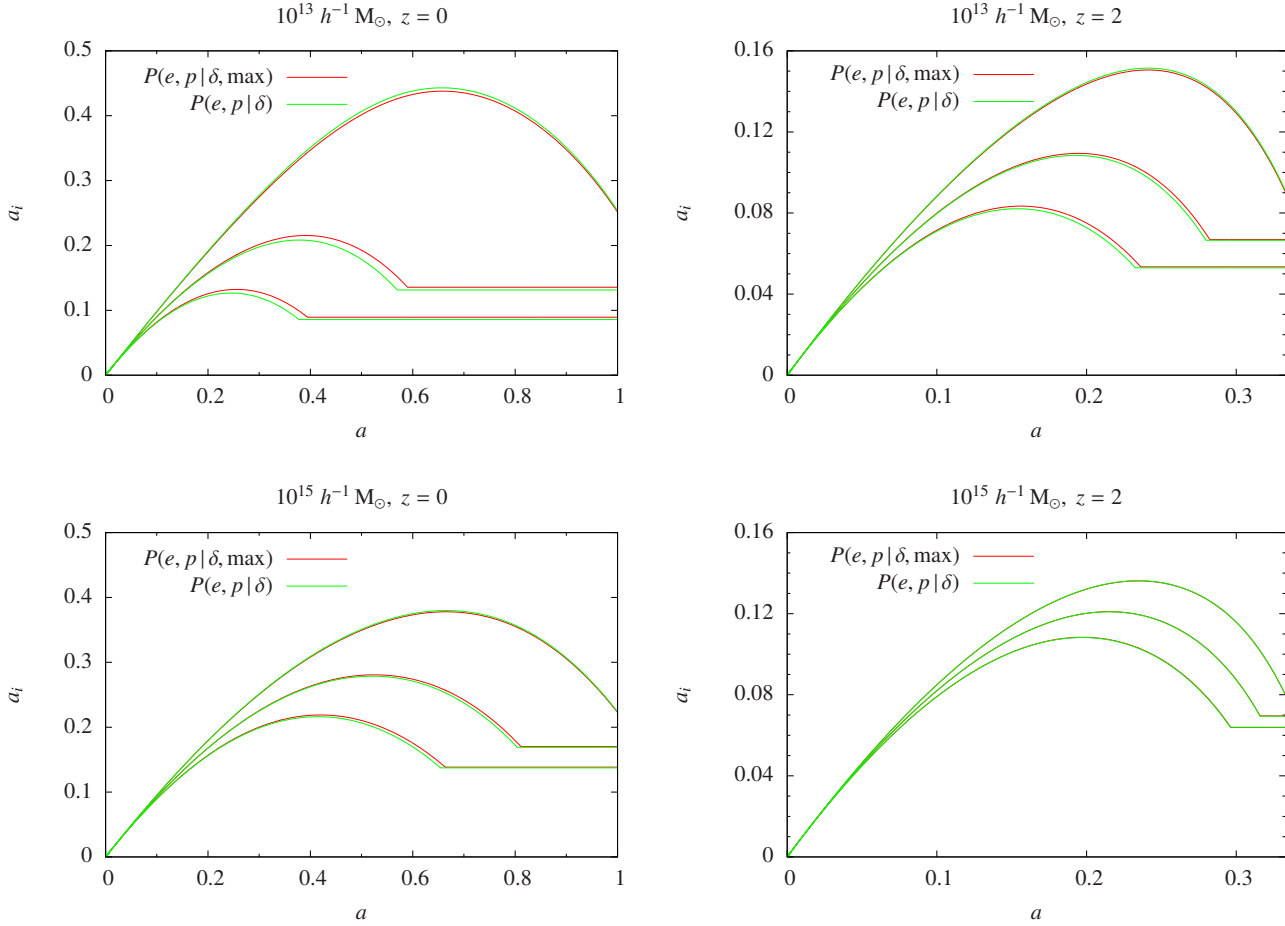 10¹³ h⁻¹ M⊙, z = 0
0.5
0.4
0.3
0.2
0.1
0
a_i
P(e, p | δ, max)
P(e, p | δ)
0 0.2 0.4 0.6 0.8 1
a
10¹³ h⁻¹ M⊙, z = 2
0.16
0.12
0.08
0.04
0
a_i
P(e, p | δ, max)
P(e, p | δ)
0 0.1 0.2 0.3
a
10¹⁵ h⁻¹ M⊙, z = 0
0.5
0.4
0.3
0.2
0.1
0
a_i
P(e, p | δ, max)
P(e, p | δ)
0 0.2 0.4 0.6 0.8 1
a
10¹⁵ h⁻¹ M⊙, z = 2
0.16
0.12
0.08
0.04
0
a_i
P(e, p | δ, max)
P(e, p | δ)
0 0.1 0.2 0.3
a